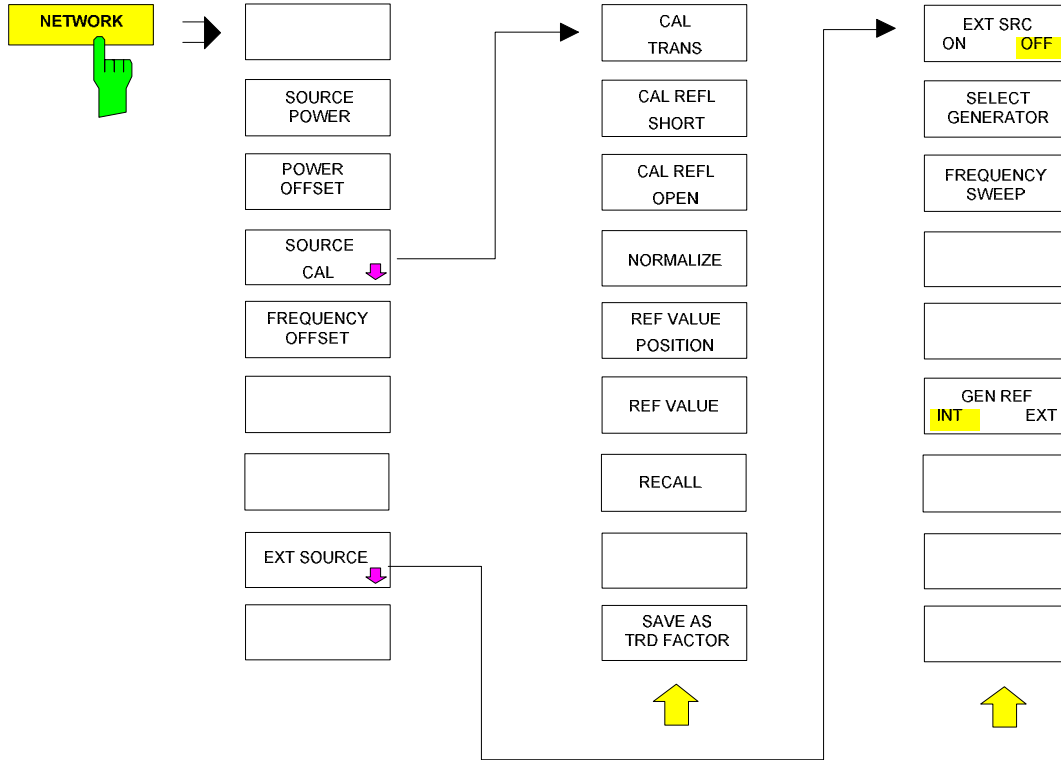 NETWORK
SOURCE
POWER
POWER
OFFSET
SOURCE
CAL
FREQUENCY
OFFSET
EXT SOURCE
CAL
TRANS
CAL REFL
SHORT
CAL REFL
OPEN
NORMALIZE
REF VALUE
POSITION
REF VALUE
RECALL
SAVE AS
TRD FACTOR
EXT SRC
ON OFF
SELECT
GENERATOR
FREQUENCY
SWEEP
GEN REF
INT EXT